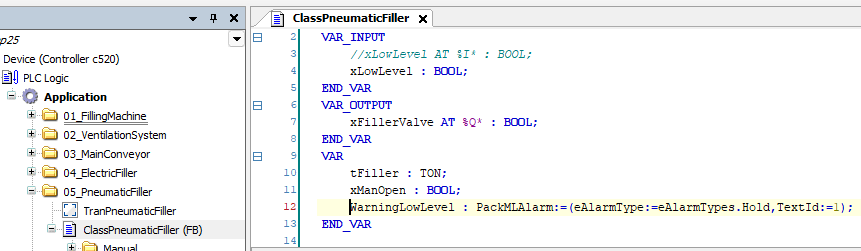 p25
Device (Controller c520)
PLC Logic
Application
01_FillingMachine
02_VentilationSystem
03_MainConveyor
04_ElectricFiller
05_PneumaticFiller
TranPneumaticFiller
ClassPneumaticFiller (FB)
Manual
ClassPneumaticFiller
2 VAR_INPUT
3 //xLowLevel AT %I* : BOOL;
4 xLowLevel : BOOL;
5 END_VAR
6 VAR_OUTPUT
7 xFillerValve AT %Q* : BOOL;
8 END_VAR
9 VAR
10 tFiller : TON;
11 xManOpen : BOOL;
12 WarningLowLevel : PackMLAlarm:=(eAlarmType:=eAlarmTypes.Hold,TextId:=1);
13 END_VAR
14